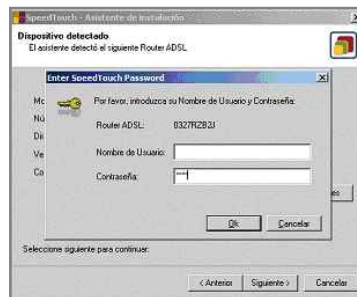 SpeedTouch - Asistente de instalación
Dispositivo detectado
El asistente detectó el siguiente Router ADSL
Enter SpeedTouch Password
Por favor, introduzca su Nombre de Usuario y Contraseña:
Router ADSL: 0327RZB2J
Nombre de Usuario:
Contraseña:
Ok Cancelar
Seleccione siguiente para continuar.
< Anterior Siguiente > Cancelar